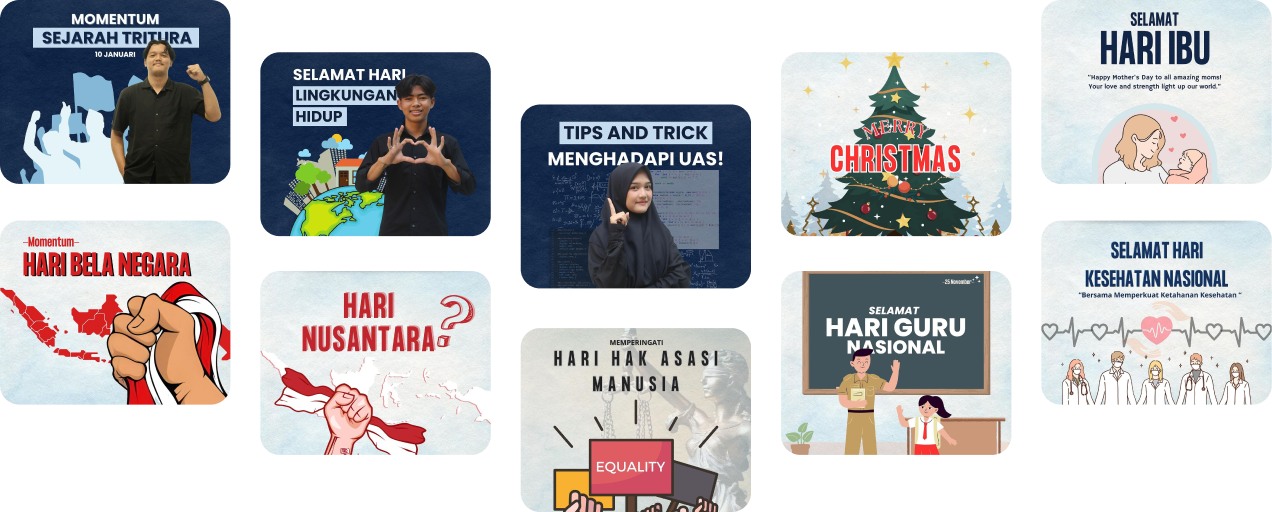 MOMENTUM
SEJARAH TRITURA
10 JANUARI
-Momentum-
HARI BELA NEGARA
SELAMAT HARI
LINGKUNGAN
HIDUP
HARI
NUSANTARA?
TIPS AND TRICK
MENGHADAPI UAS!
MEMPERINGATI
HARI HAK ASASI
MANUSIA
EQUALITY
MERRY
CHRISTMAS
-25 November-
SELAMAT
HARI GURU
NASIONAL
SELAMAT
HARI IBU
"Happy Mother's Day to all amazing moms!
Your love and strength light up our world."
SELAMAT HARI
KESEHATAN NASIONAL
"Bersama Memperkuat Ketahanan Kesehatan "